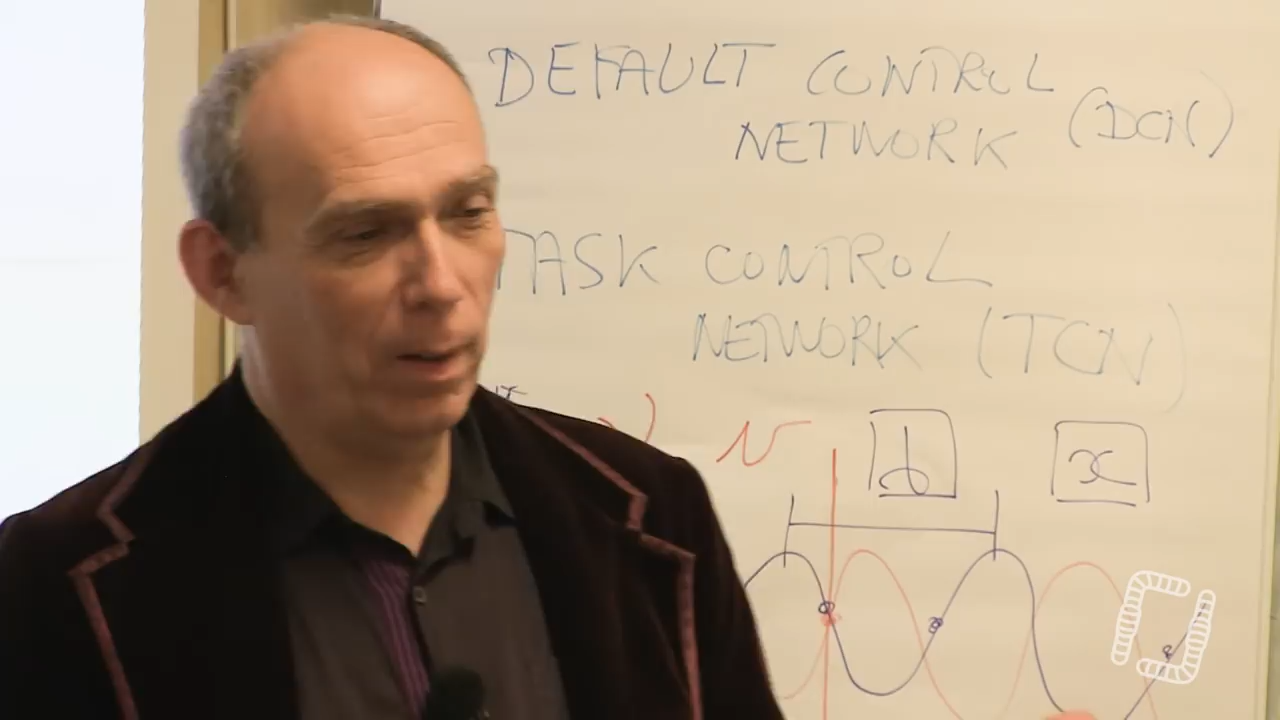 DEFAULT CONTROL
NETWORK (DCN)
TASK CONTROL
NETWORK (TCN)
x